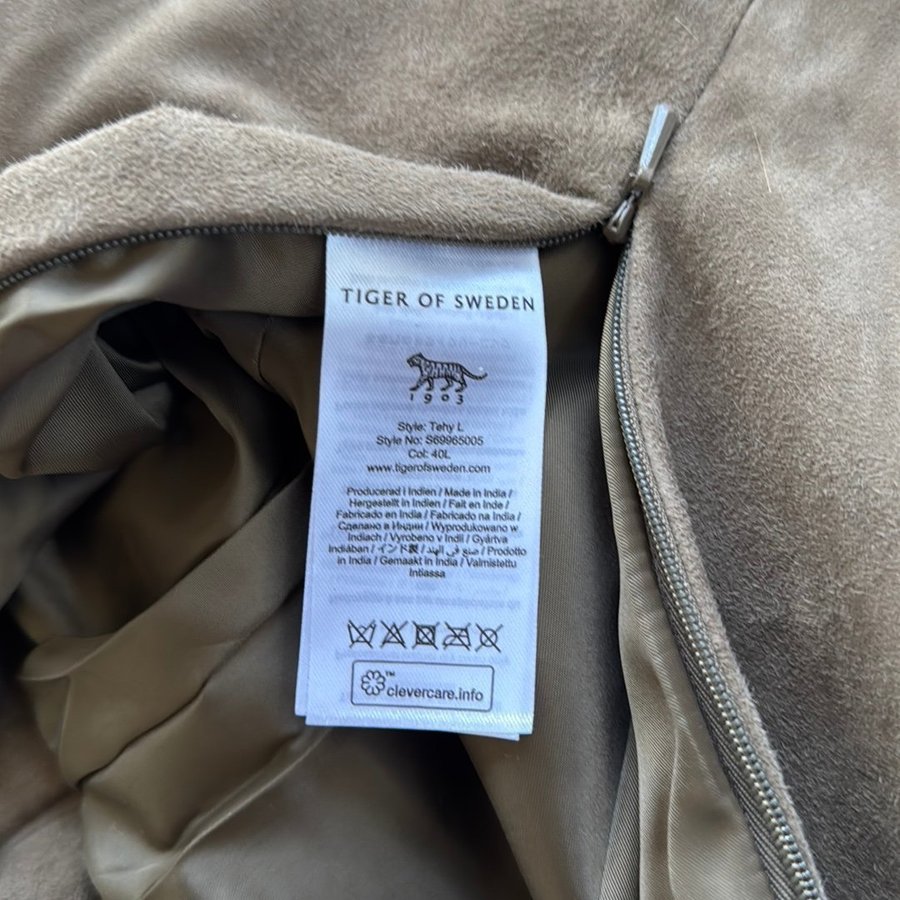 TIGER OF SWEDEN
1903
Style: Tehy L
Style No: S69965005
Col: 40L
www.tigerofsweden.com
Producerad i Indien / Made in India /
Hergestellt in Indien / Fait en Inde /
Fabricado en India / Fabricado na India /
Сделано в Индии / Wyprodukowano w
Indiach / Vyrobeno v Indii / Gyártva
Indiában / インド製 / صنع في الهند / Prodotto
in India / Gemaakt in India / Valmistettu
Intiassa
™
clevercare.info